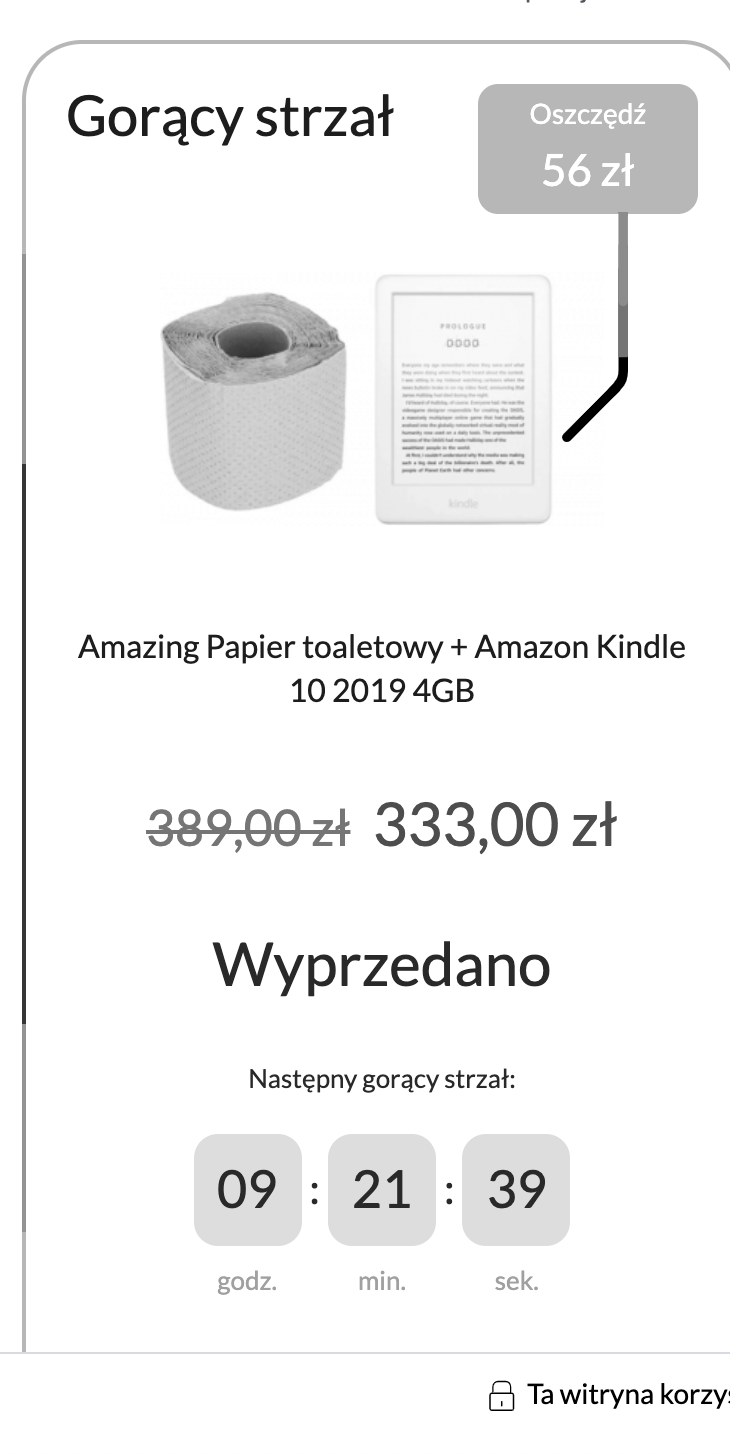 Gorący strzał
Oszczędź
56 zł
PROLOGUE
kindle
Amazing Papier toaletowy + Amazon Kindle
10 2019 4GB
389,00 zł 333,00 zł
Wyprzedano
Następny gorący strzał:
09 : 21 : 39
godz. min. sek.
Ta witryna korzys